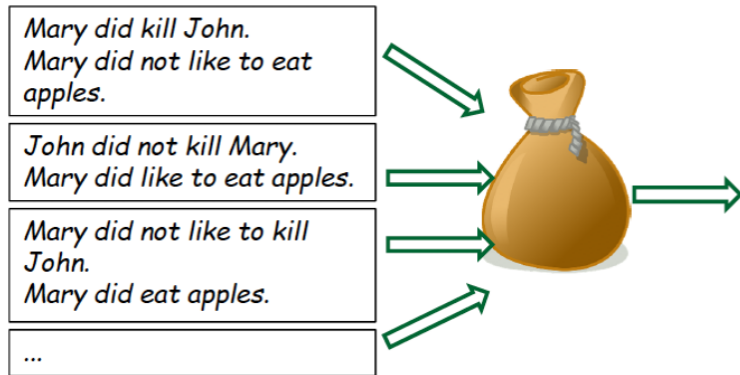 Mary did kill John.
Mary did not like to eat
apples.
John did not kill Mary.
Mary did like to eat apples.
Mary did not like to kill
John.
Mary did eat apples.
...